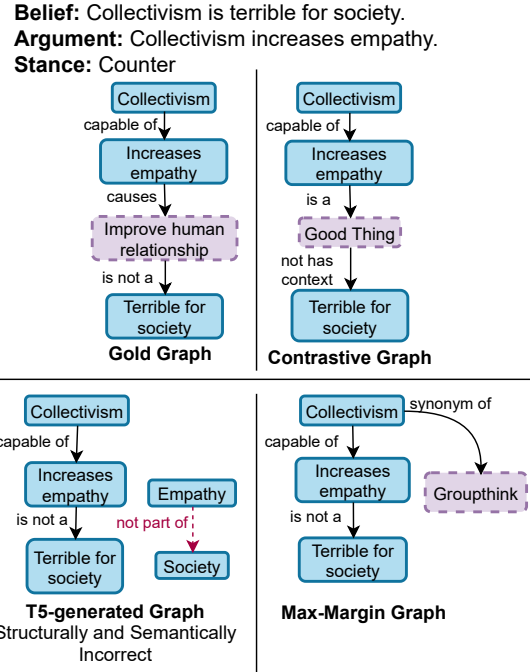 Belief: Collectivism is terrible for society.
Argument: Collectivism increases empathy.
Stance: Counter
Collectivism
capable of
Increases
empathy
causes
Improve human
relationship
is not a
Terrible for
society
Gold Graph
Collectivism
capable of
Increases
empathy
is a
Good Thing
not has
context
Terrible for
society
Contrastive Graph
Collectivism
capable of
Increases
empathy
is not a
Terrible for
society
Empathy
not part of
Society
T5-generated Graph
Structurally and Semantically
Incorrect
Collectivism
synonym of
capable of
Increases
empathy
Groupthink
is not a
Terrible for
society
Max-Margin Graph